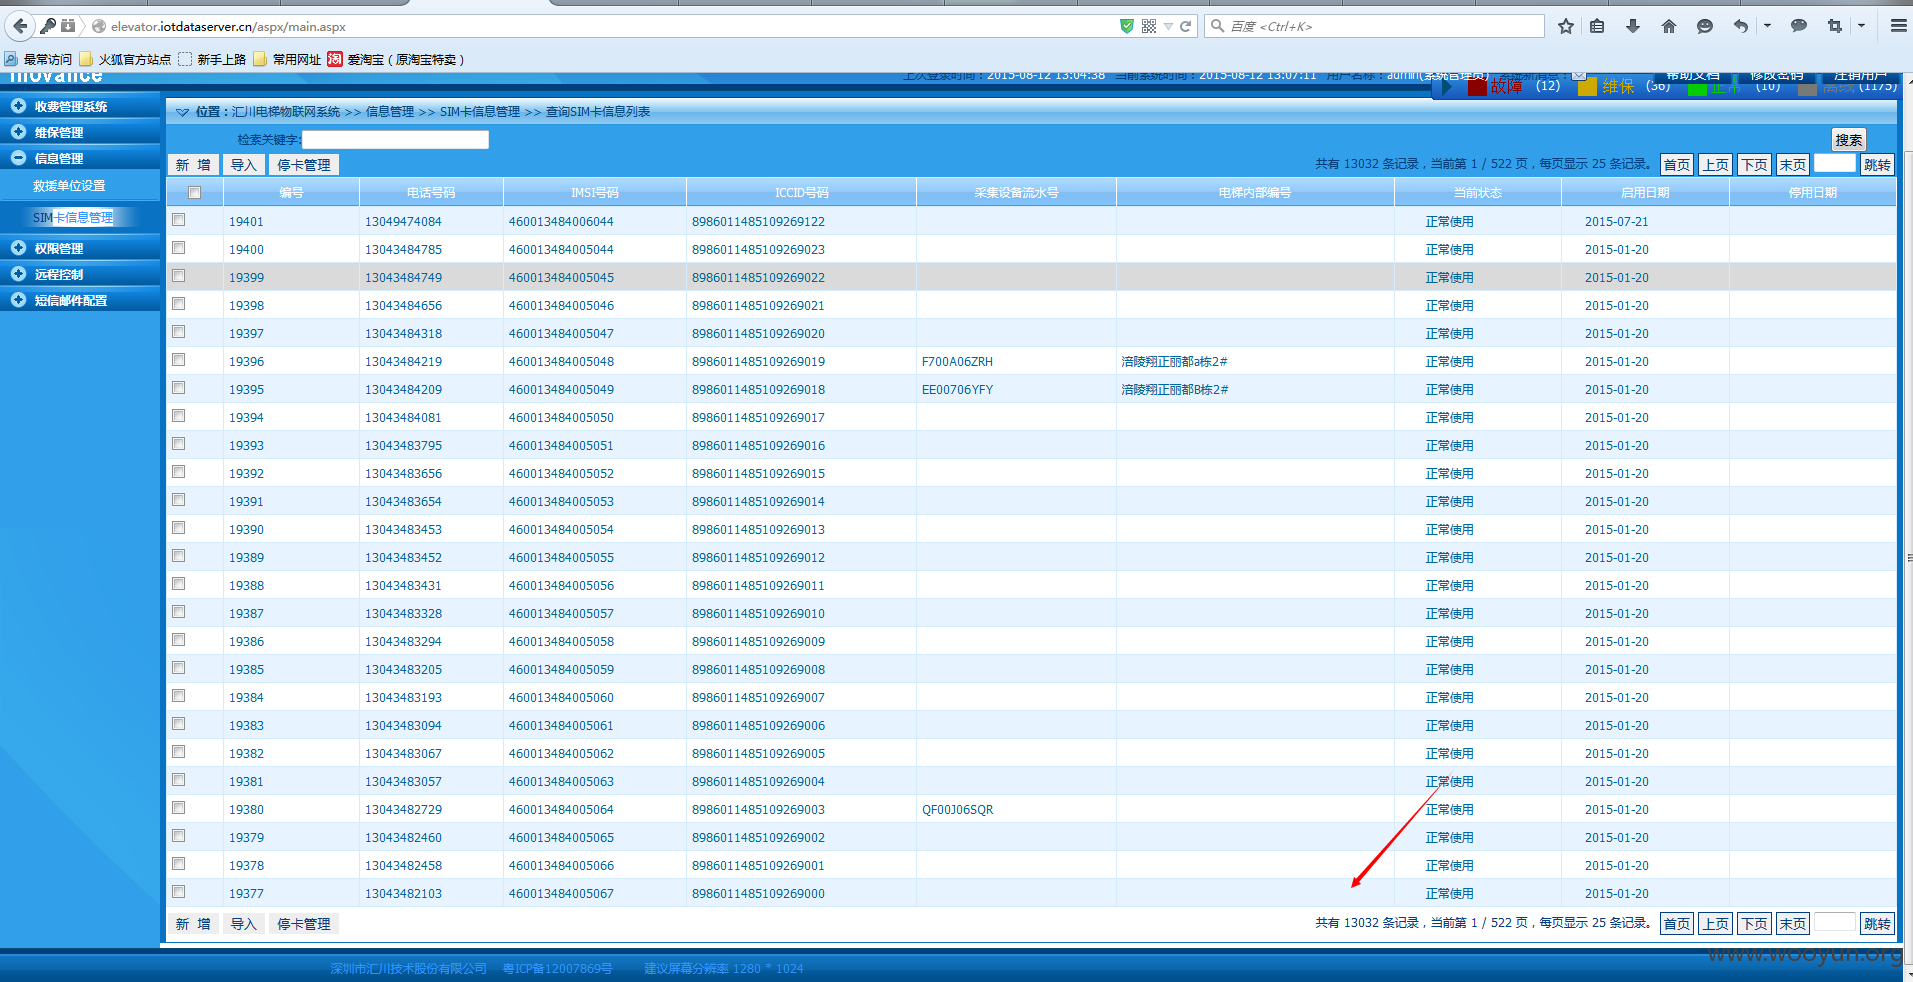 elevator.iotdataserver.cn/aspx/main.aspx
百度 <Ctrl+K>
最常访问 火狐官方站点 新手上路 常用网址 爱淘宝（原淘宝特卖）
inovance
上次登录时间：2015-08-12 13:04:38 当前系统时间：2015-08-12 13:07:11 用户名称：admin(系统管理员) 帮助文档 修改密码 注销用户
故障 (12) 维保 (36) 正常 (10) 离线 (1175)
收费管理系统
维保管理
信息管理
救援单位设置
SIM卡信息管理
权限管理
远程控制
短信邮件配置
位置：汇川电梯物联网系统 >> 信息管理 >> SIM卡信息管理 >> 查询SIM卡信息列表
检索关键字:
搜索
新 增 导入 停卡管理 共有 13032 条记录，当前第 1 / 522 页，每页显示 25 条记录。 首页 上页 下页 末页 跳转
编号 电话号码 IMSI号码 ICCID号码 采集设备流水号 电梯内部编号 当前状态 启用日期 停用日期
19401 13049474084 460013484006044 8986011485109269122 正常使用 2015-07-21
19400 13043484785 460013484005044 8986011485109269023 正常使用 2015-01-20
19399 13043484749 460013484005045 8986011485109269022 正常使用 2015-01-20
19398 13043484656 460013484005046 8986011485109269021 正常使用 2015-01-20
19397 13043484318 460013484005047 8986011485109269020 正常使用 2015-01-20
19396 13043484219 460013484005048 8986011485109269019 F700A06ZRH 涪陵翔正丽都a栋2# 正常使用 2015-01-20
19395 13043484209 460013484005049 8986011485109269018 EE00706YFY 涪陵翔正丽都B栋2# 正常使用 2015-01-20
19394 13043484081 460013484005050 8986011485109269017 正常使用 2015-01-20
19393 13043483795 460013484005051 8986011485109269016 正常使用 2015-01-20
19392 13043483656 460013484005052 8986011485109269015 正常使用 2015-01-20
19391 13043483654 460013484005053 8986011485109269014 正常使用 2015-01-20
19390 13043483453 460013484005054 8986011485109269013 正常使用 2015-01-20
19389 13043483452 460013484005055 8986011485109269012 正常使用 2015-01-20
19388 13043483431 460013484005056 8986011485109269011 正常使用 2015-01-20
19387 13043483328 460013484005057 8986011485109269010 正常使用 2015-01-20
19386 13043483294 460013484005058 8986011485109269009 正常使用 2015-01-20
19385 13043483205 460013484005059 8986011485109269008 正常使用 2015-01-20
19384 13043483193 460013484005060 8986011485109269007 正常使用 2015-01-20
19383 13043483094 460013484005061 8986011485109269006 正常使用 2015-01-20
19382 13043483067 460013484005062 8986011485109269005 正常使用 2015-01-20
19381 13043483057 460013484005063 8986011485109269004 正常使用 2015-01-20
19380 13043482729 460013484005064 8986011485109269003 QF00J06SQR 正常使用 2015-01-20
19379 13043482460 460013484005065 8986011485109269002 正常使用 2015-01-20
19378 13043482458 460013484005066 8986011485109269001 正常使用 2015-01-20
19377 13043482103 460013484005067 8986011485109269000 正常使用 2015-01-20
新 增 导入 停卡管理 共有 13032 条记录，当前第 1 / 522 页，每页显示 25 条记录。 首页 上页 下页 末页 跳转
www.wooyun.org
深圳市汇川技术股份有限公司 粤ICP备12007869号 建议屏幕分辨率 1280 * 1024